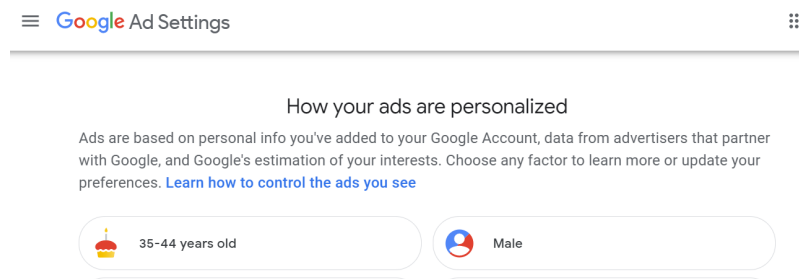 Google Ad Settings
How your ads are personalized
Ads are based on personal info you've added to your Google Account, data from advertisers that partner
with Google, and Google's estimation of your interests. Choose any factor to learn more or update your
preferences. Learn how to control the ads you see
35-44 years old
Male